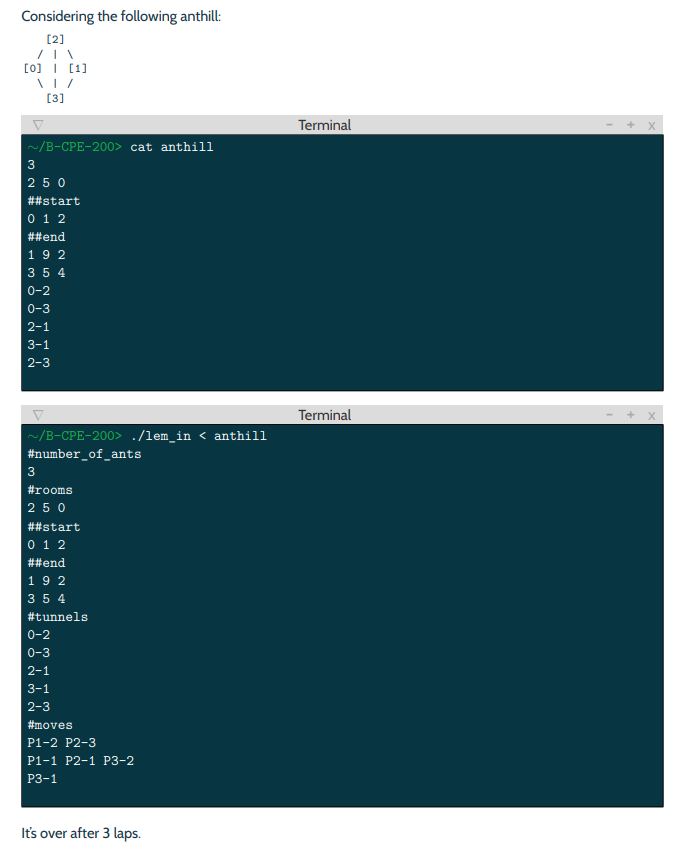 Considering the following anthill:
[2]
/ | \
[0] | [1]
\ | /
[3]
▽ Terminal - + x
~/B-CPE-200> cat anthill
3
2 5 0
##start
0 1 2
##end
1 9 2
3 5 4
0-2
0-3
2-1
3-1
2-3
▽ Terminal - + x
~/B-CPE-200> ./lem_in < anthill
#number_of_ants
3
#rooms
2 5 0
##start
0 1 2
##end
1 9 2
3 5 4
#tunnels
0-2
0-3
2-1
3-1
2-3
#moves
P1-2 P2-3
P1-1 P2-1 P3-2
P3-1
It's over after 3 laps.